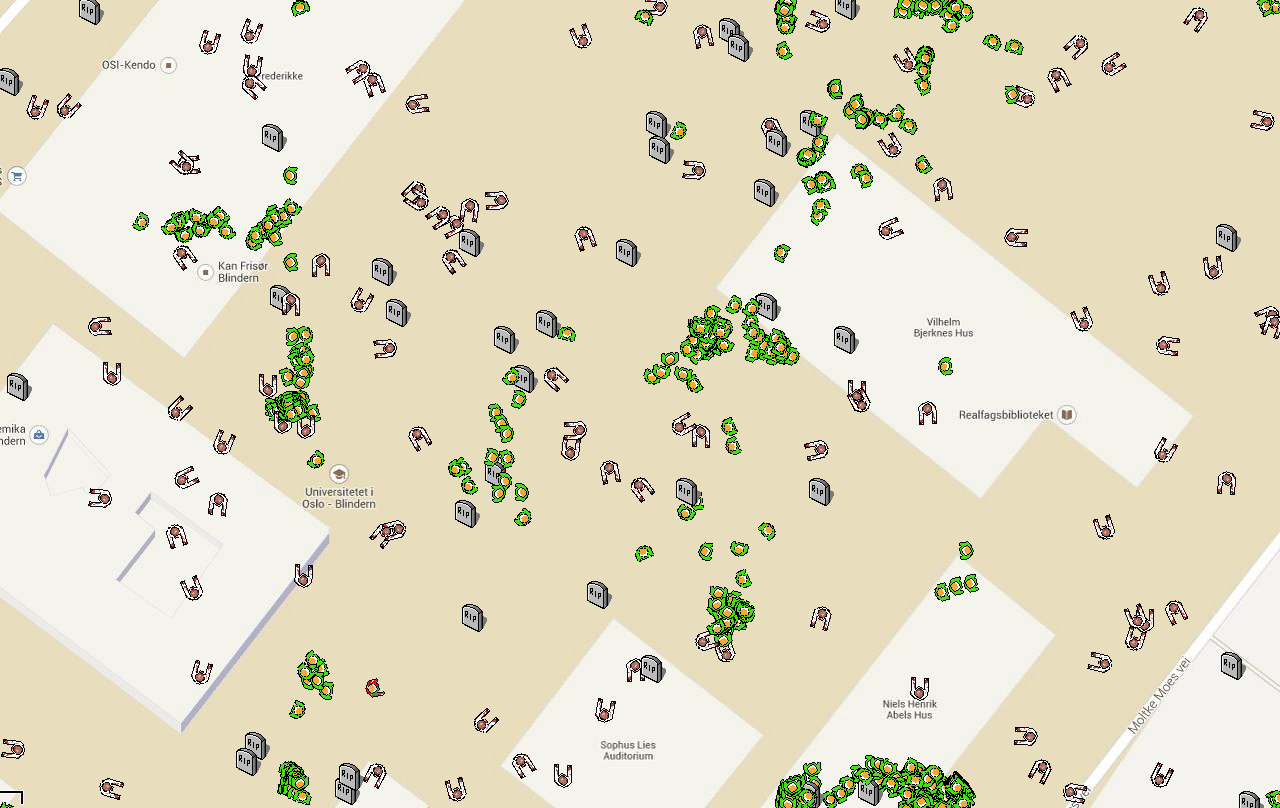 OSI-Kendo
rederikke
RIP
Kan Frisør
Blindern
Vilhelm
Bjerknes Hus
Realfagsbiblioteket
emika
ndern
Universitetet i
Oslo - Blindern
Niels Henrik
Abels Hus
Moltke Moes vei
Sophus Lies
Auditorium